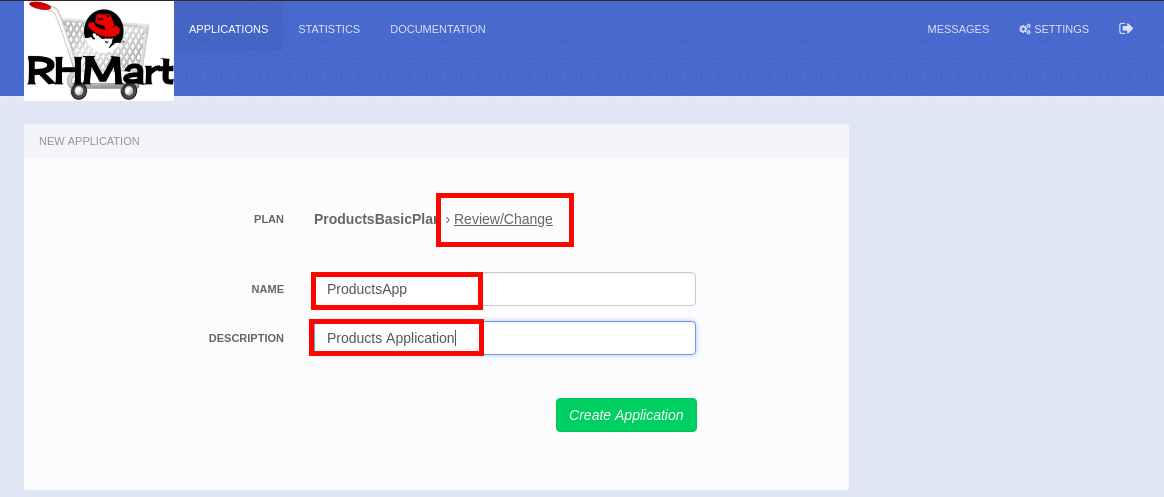 RHMart
APPLICATIONS STATISTICS DOCUMENTATION MESSAGES SETTINGS
NEW APPLICATION
PLAN ProductsBasicPlan › Review/Change
NAME ProductsApp
DESCRIPTION Products Application
Create Application